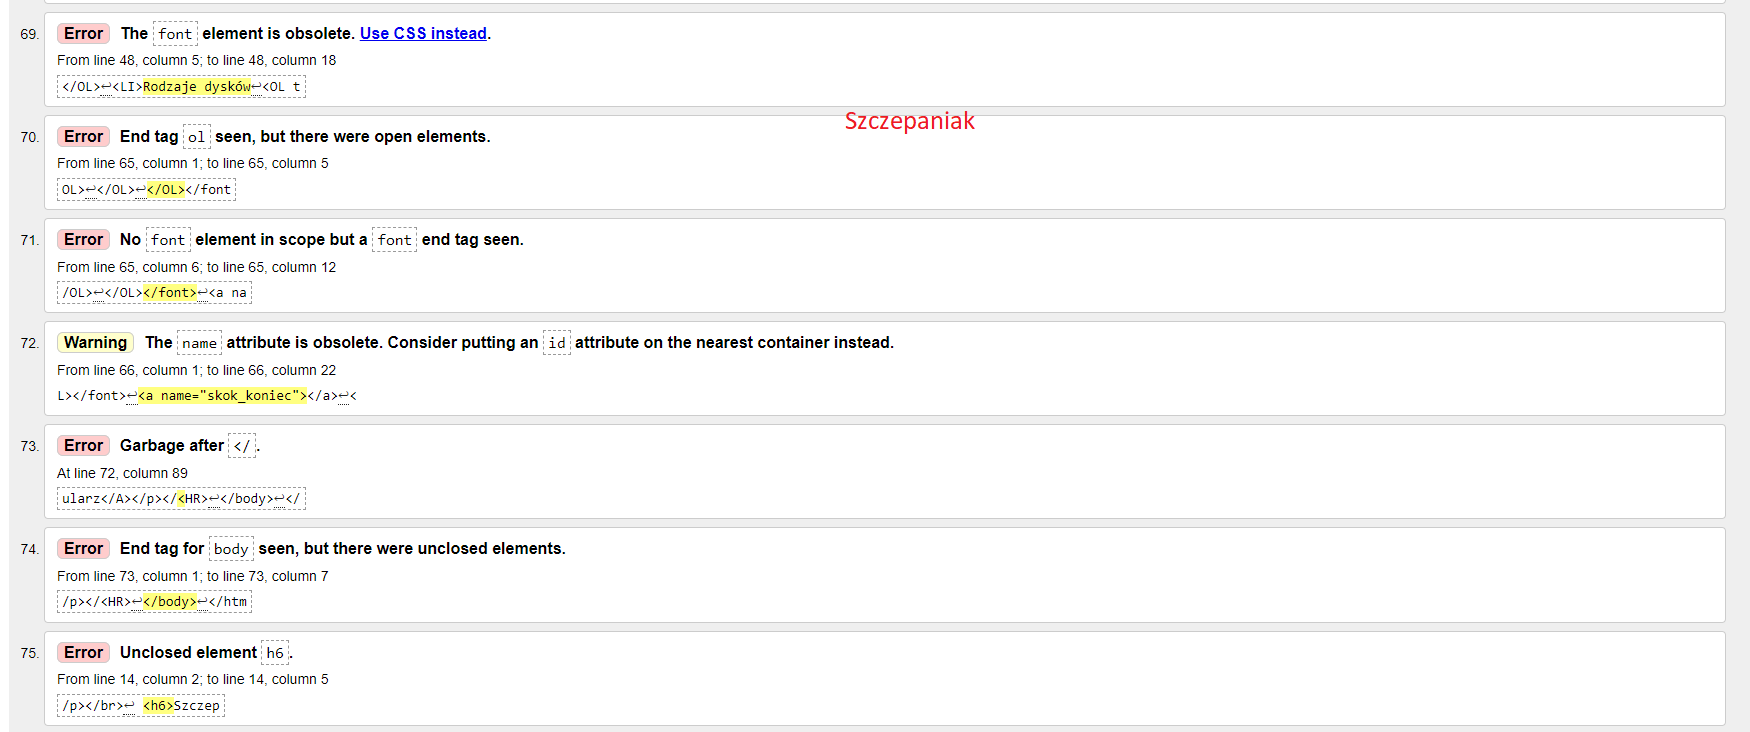 69. Error The font element is obsolete. Use CSS instead.
From line 48, column 5; to line 48, column 18
</OL>↩<LI>Rodzaje dysków↩<OL t
Szczepaniak
70. Error End tag ol seen, but there were open elements.
From line 65, column 1; to line 65, column 5
OL>↩</OL>↩</OL></font
71. Error No font element in scope but a font end tag seen.
From line 65, column 6; to line 65, column 12
/OL>↩</OL></font>↩<a na
72. Warning The name attribute is obsolete. Consider putting an id attribute on the nearest container instead.
From line 66, column 1; to line 66, column 22
L></font>↩<a name="skok_koniec"></a>↩<
73. Error Garbage after </.
At line 72, column 89
ularz</A></p></<HR>↩</body>↩</
74. Error End tag for body seen, but there were unclosed elements.
From line 73, column 1; to line 73, column 7
/p></<HR>↩</body>↩</htm
75. Error Unclosed element h6.
From line 14, column 2; to line 14, column 5
/p></br>↩ <h6>Szczep